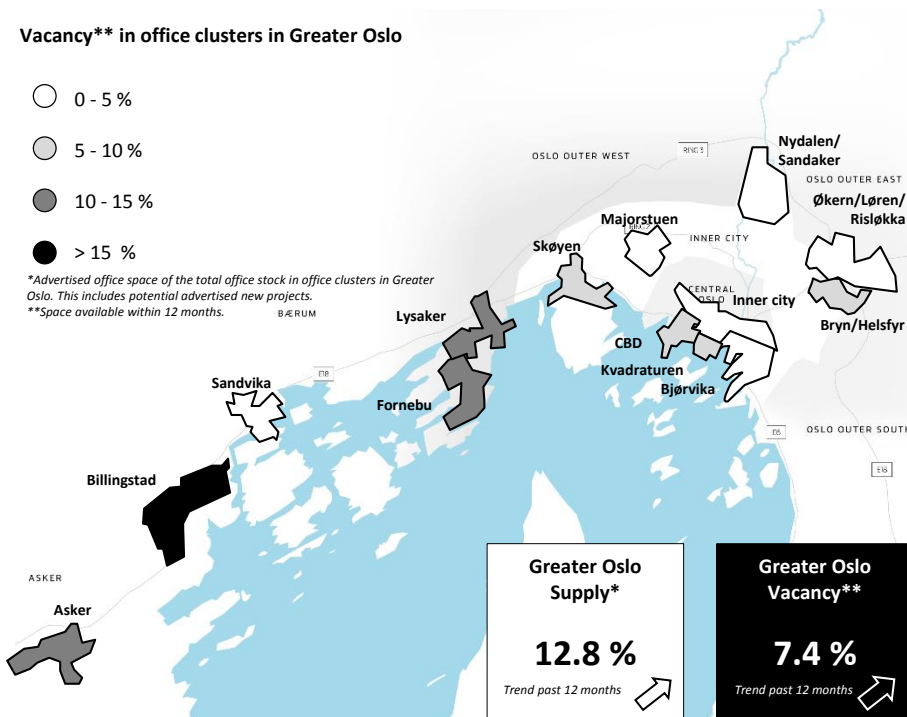 Vacancy** in office clusters in Greater Oslo
0 - 5 %
5 - 10 %
10 - 15 %
> 15 %
*Advertised office space of the total office stock in office clusters in Greater
Oslo. This includes potential advertised new projects.
**Space available within 12 months.
BÆRUM
OSLO OUTER WEST
RING 3
Nydalen/
Sandaker
OSLO OUTER EAST
Økern/Løren/
Risløkka
Majorstuen
INNER CITY
Skøyen
CENTRAL
OSLO
Inner city
Lysaker
Bryn/Helsfyr
CBD
Kvadraturen
Bjørvika
E18
Sandvika
Fornebu
OSLO OUTER SOUTH
Billingstad
ASKER
Asker
Greater Oslo
Supply*
12.8 %
Trend past 12 months
Greater Oslo
Vacancy**
7.4 %
Trend past 12 months